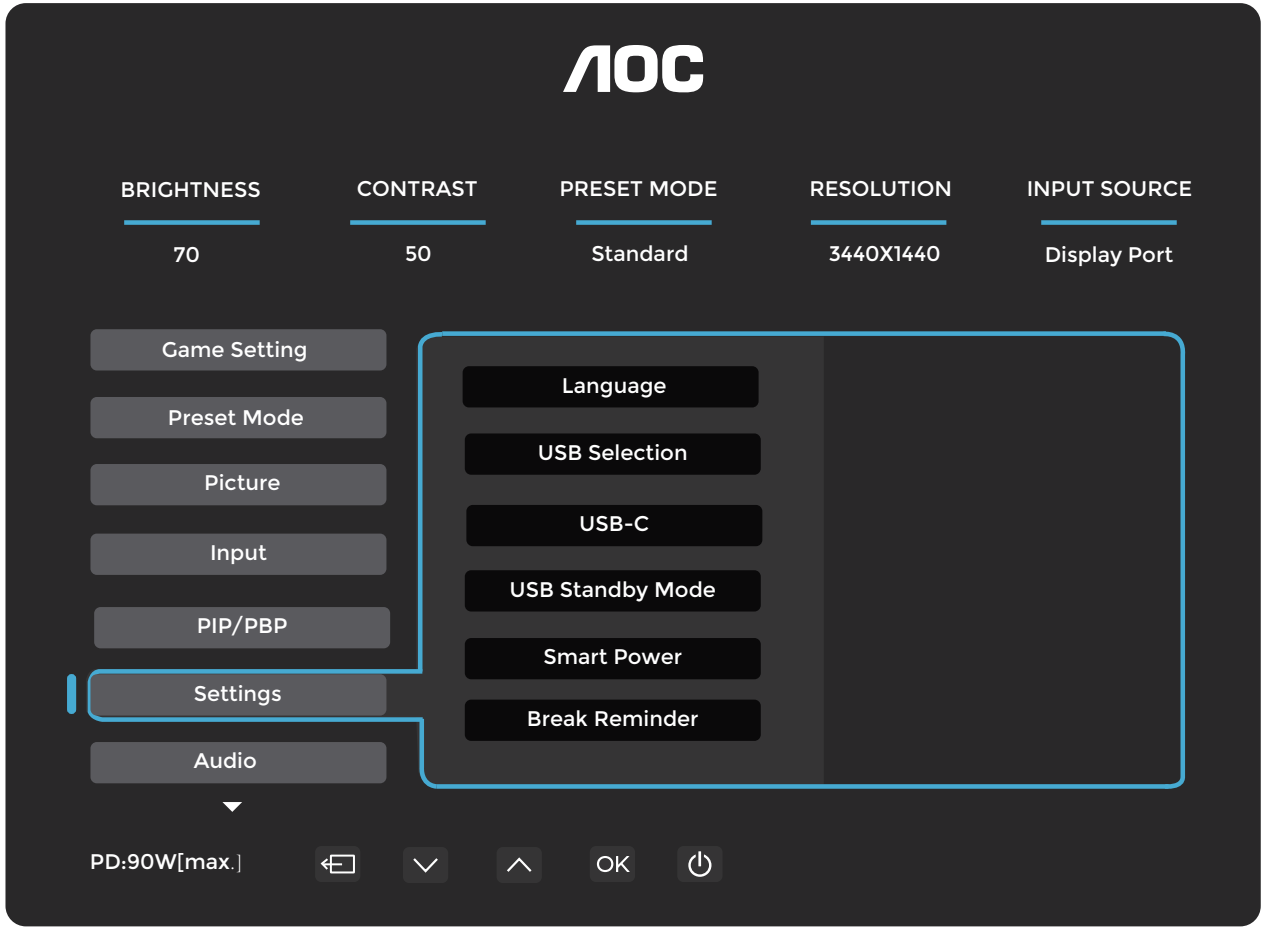 AOC
BRIGHTNESS CONTRAST PRESET MODE RESOLUTION INPUT SOURCE
70 50 Standard 3440X1440 Display Port
Game Setting
Preset Mode
Picture
Input
PIP/PBP
Settings
Audio
Language
USB Selection
USB-C
USB Standby Mode
Smart Power
Break Reminder
PD:90W[max.] OK